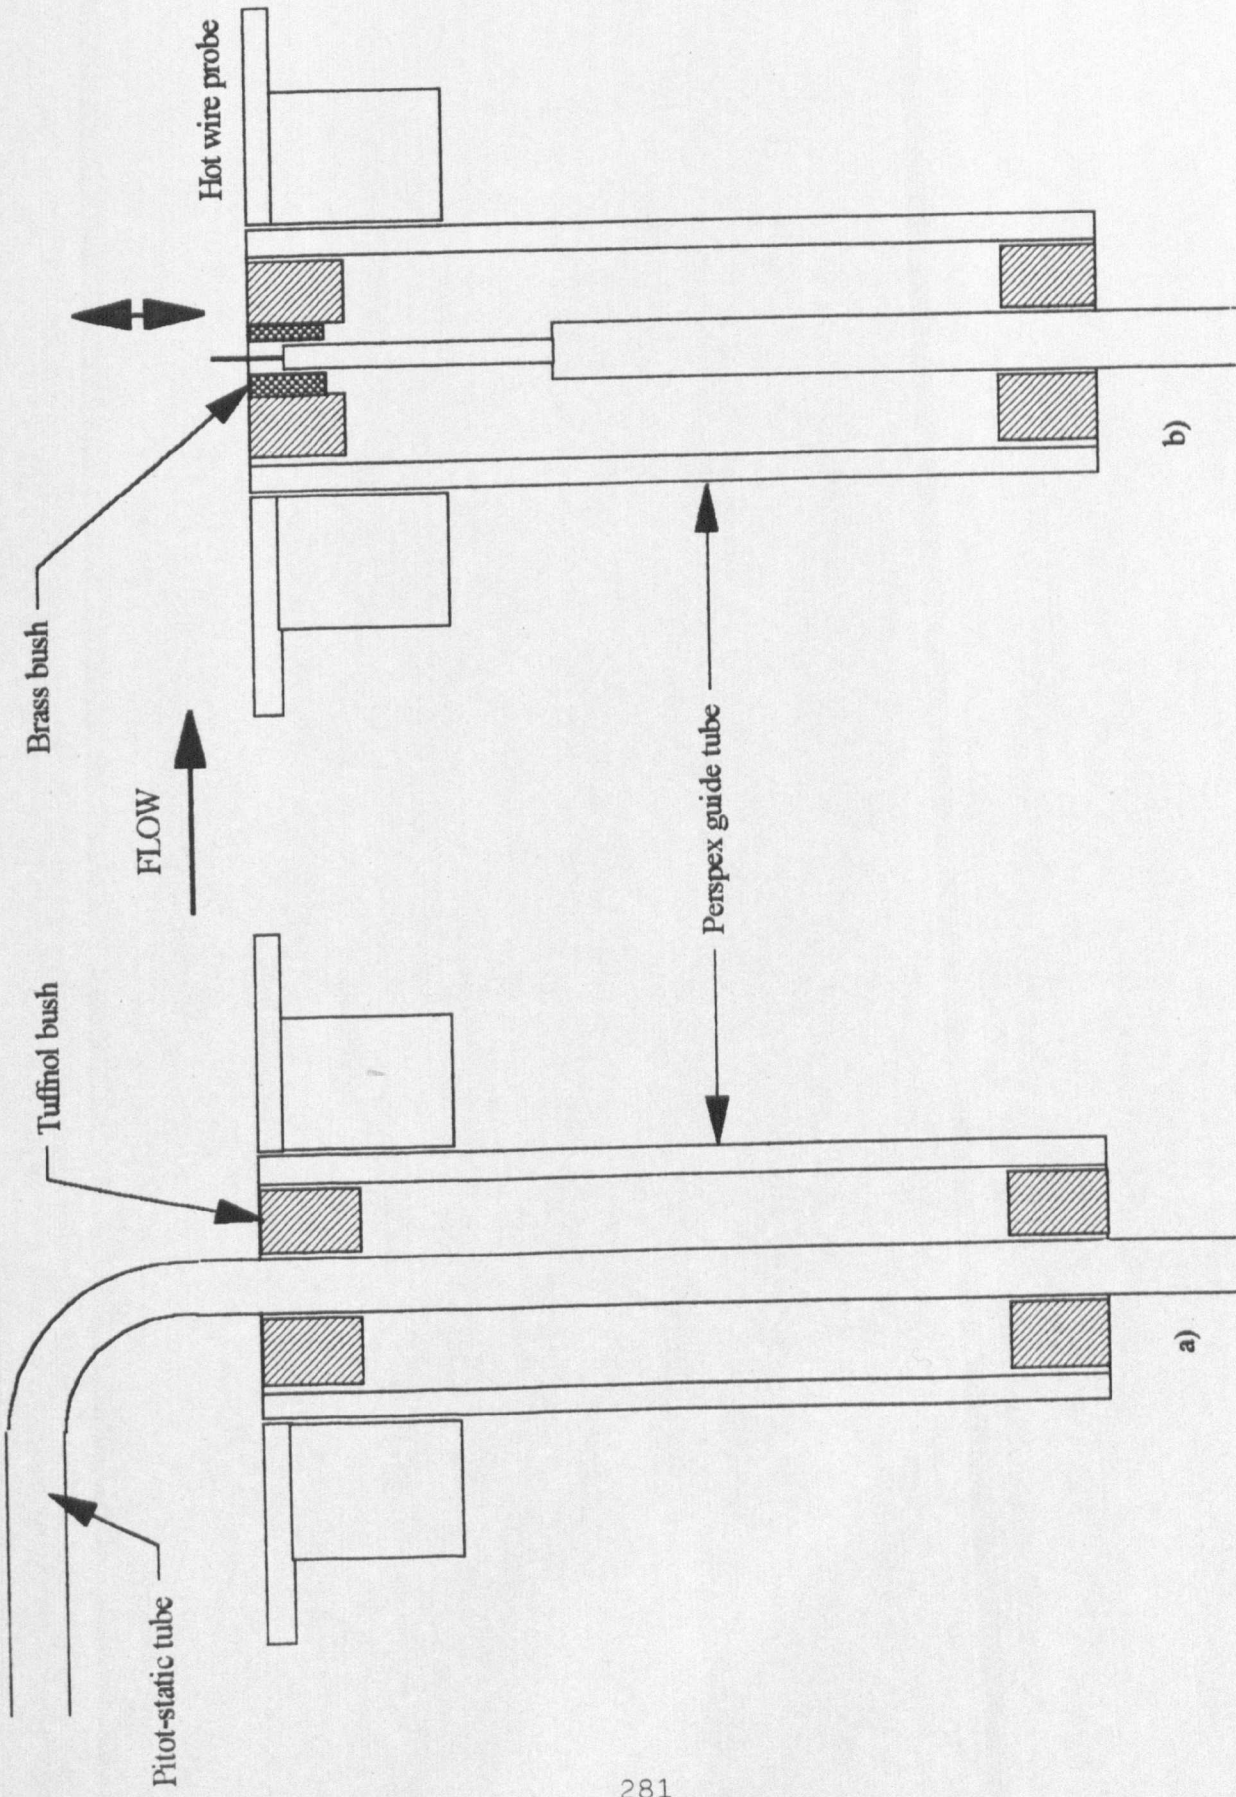 Pitot-static tube
Tuffnol bush
FLOW
Brass bush
Hot wire probe
Perspex guide tube
a)
b)
281